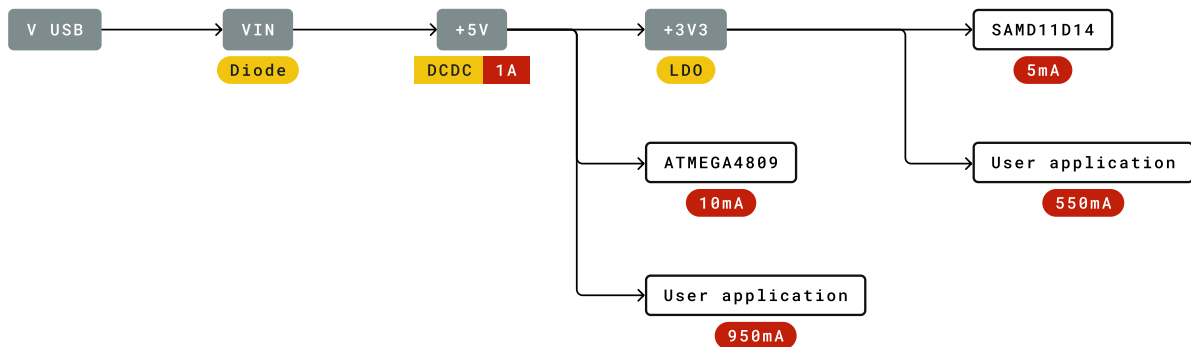 V USB
VIN
+5V
+3V3
SAMD11D14
Diode
DCDC
1A
LDO
5mA
ATMEGA4809
User application
10mA
550mA
User application
950mA